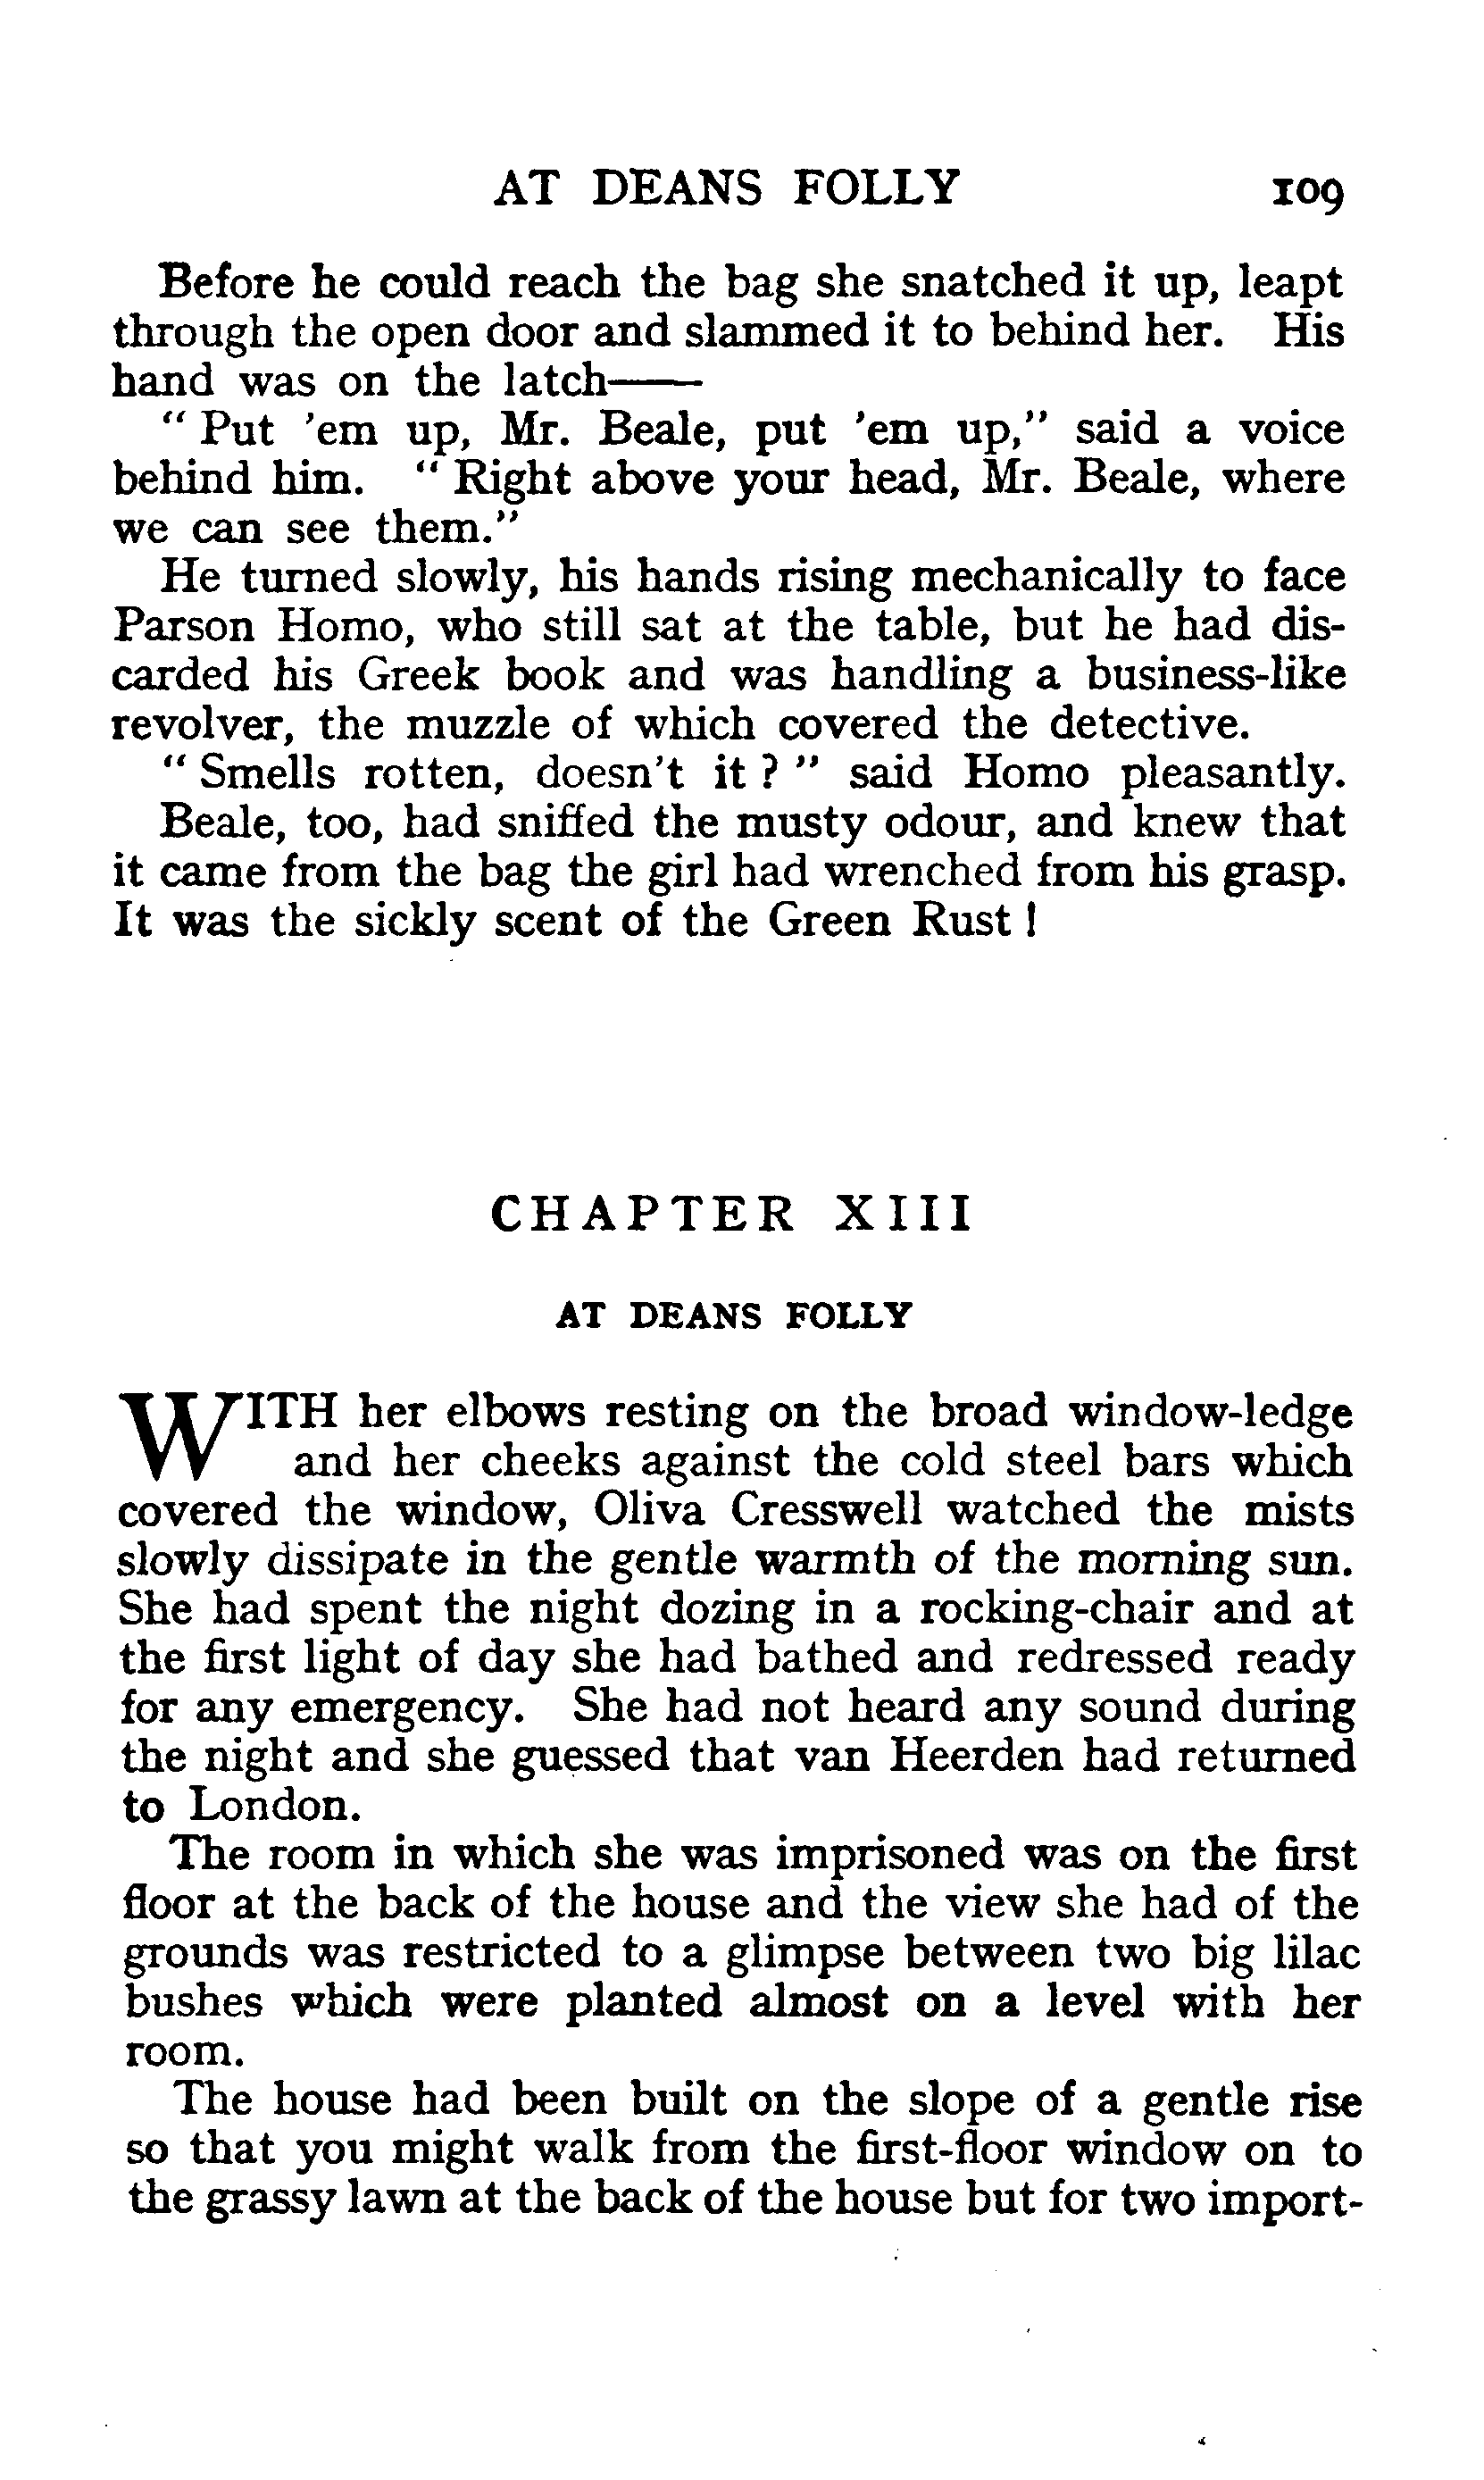 AT DEANS FOLLY 109
Before he could reach the bag she snatched it up, leapt
through the open door and slammed it to behind her. His
hand was on the latch——
" Put 'em up, Mr. Beale, put 'em up," said a voice
behind him. " Right above your head, Mr. Beale, where
we can see them."
He turned slowly, his hands rising mechanically to face
Parson Homo, who still sat at the table, but he had dis-
carded his Greek book and was handling a business-like
revolver, the muzzle of which covered the detective.
" Smells rotten, doesn't it ? " said Homo pleasantly.
Beale, too, had sniffed the musty odour, and knew that
it came from the bag the girl had wrenched from his grasp.
It was the sickly scent of the Green Rust !
CHAPTER XIII
AT DEANS FOLLY
WITH her elbows resting on the broad window-ledge
and her cheeks against the cold steel bars which
covered the window, Oliva Cresswell watched the mists
slowly dissipate in the gentle warmth of the morning sun.
She had spent the night dozing in a rocking-chair and at
the first light of day she had bathed and redressed ready
for any emergency. She had not heard any sound during
the night and she guessed that van Heerden had returned
to London.
The room in which she was imprisoned was on the first
floor at the back of the house and the view she had of the
grounds was restricted to a glimpse between two big lilac
bushes which were planted almost on a level with her
room.
The house had been built on the slope of a gentle rise
so that you might walk from the first-floor window on to
the grassy lawn at the back of the house but for two import-